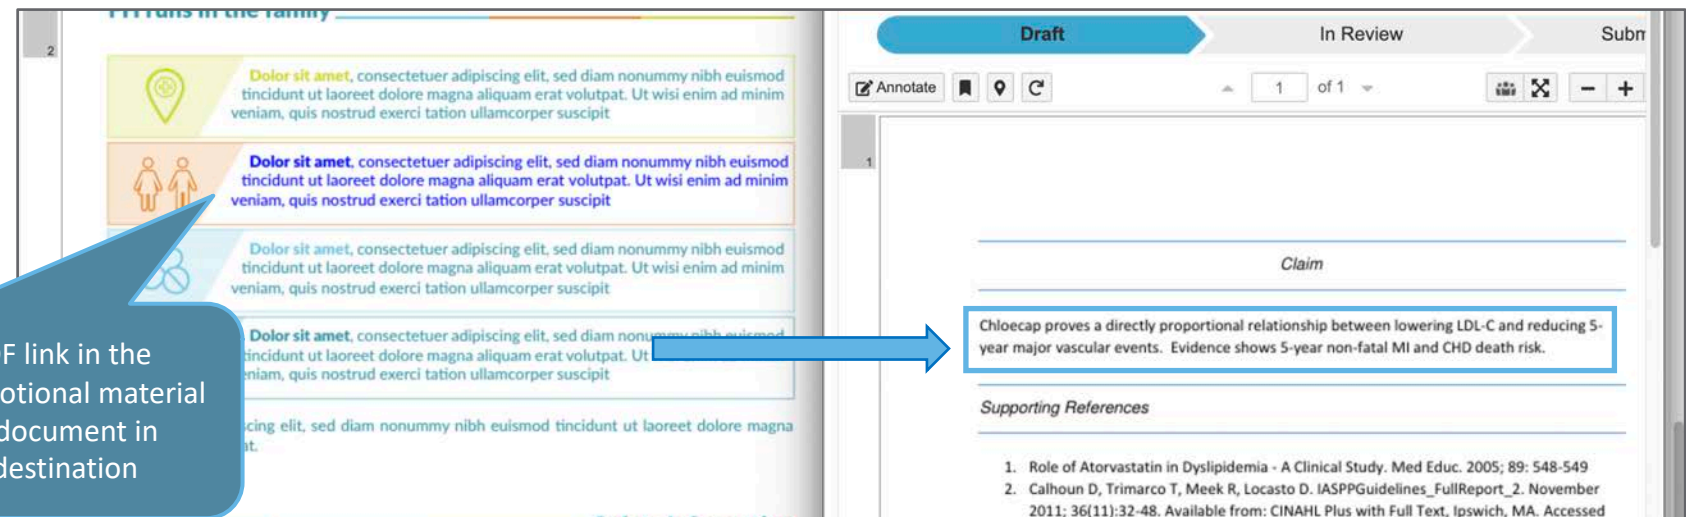 FH runs in the family
2
Dolor sit amet, consectetuer adipiscing elit, sed diam nonummy nibh euismod
tincidunt ut laoreet dolore magna aliquam erat volutpat. Ut wisi enim ad minim
veniam, quis nostrud exerci tation ullamcorper suscipit
Dolor sit amet, consectetuer adipiscing elit, sed diam nonummy nibh euismod
tincidunt ut laoreet dolore magna aliquam erat volutpat. Ut wisi enim ad minim
veniam, quis nostrud exerci tation ullamcorper suscipit
Dolor sit amet, consectetuer adipiscing elit, sed diam nonummy nibh euismod
tincidunt ut laoreet dolore magna aliquam erat volutpat. Ut wisi enim ad minim
veniam, quis nostrud exerci tation ullamcorper suscipit
Dolor sit amet, consectetuer adipiscing elit, sed diam nonummy nibh euismod
tincidunt ut laoreet dolore magna aliquam erat volutpat. Ut
veniam, quis nostrud exerci tation ullamcorper suscipit
cing elit, sed diam nonummy nibh euismod tincidunt ut laoreet dolore magna
at.
F link in the
otional material
document in
destination
Draft
In Review
Subm
Annotate
1 of 1
1
Claim
Chloecap proves a directly proportional relationship between lowering LDL-C and reducing 5-
year major vascular events. Evidence shows 5-year non-fatal MI and CHD death risk.
Supporting References
1. Role of Atorvastatin in Dyslipidemia - A Clinical Study. Med Educ. 2005; 89: 548-549
2. Calhoun D, Trimarco T, Meek R, Locasto D. IASPPGuidelines_FullReport_2. November
2011; 36(11):32-48. Available from: CINAHL Plus with Full Text, Ipswich, MA. Accessed